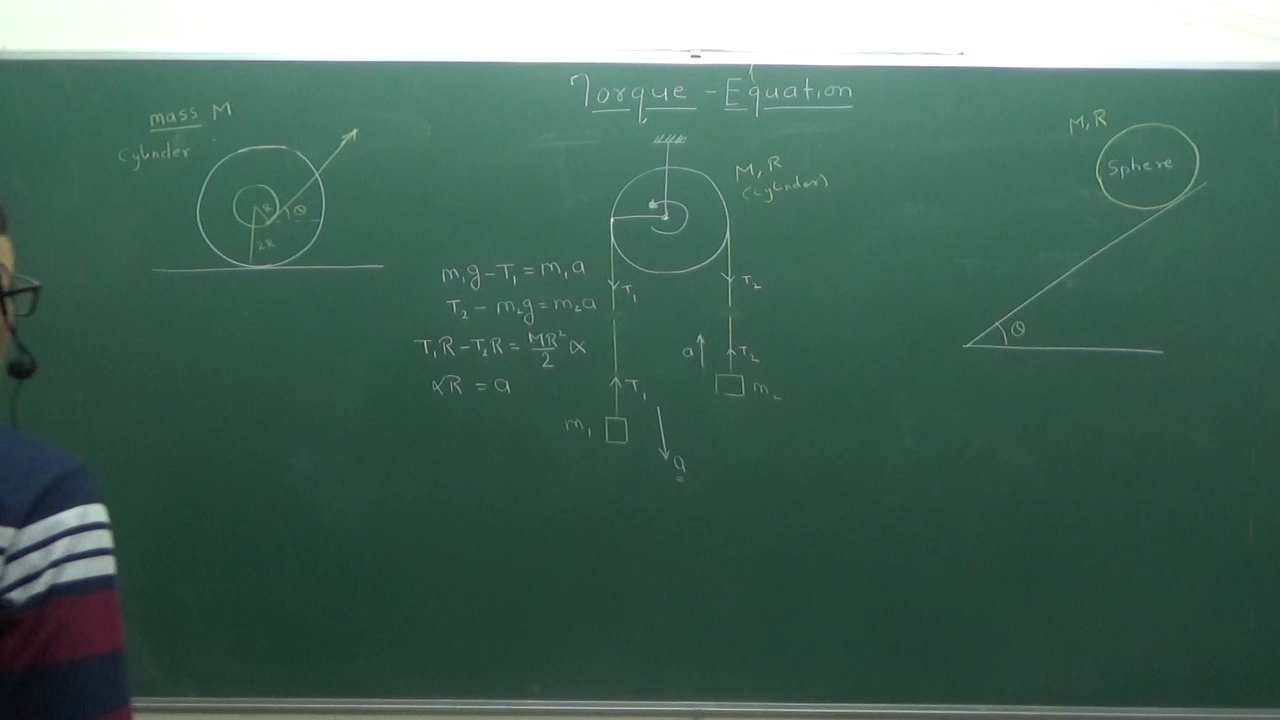 Torque - Equation
mass M
Cylinder
R
θ
2R
m₁g - T₁ = m₁a
T₂ - m₂g = m₂a
T₁R - T₂R = MR²/2 α
αR = a
M, R
(cylinder)
T₁
T₂
a
T₂
m₂
T₁
m₁
a
M, R
Sphere
θ